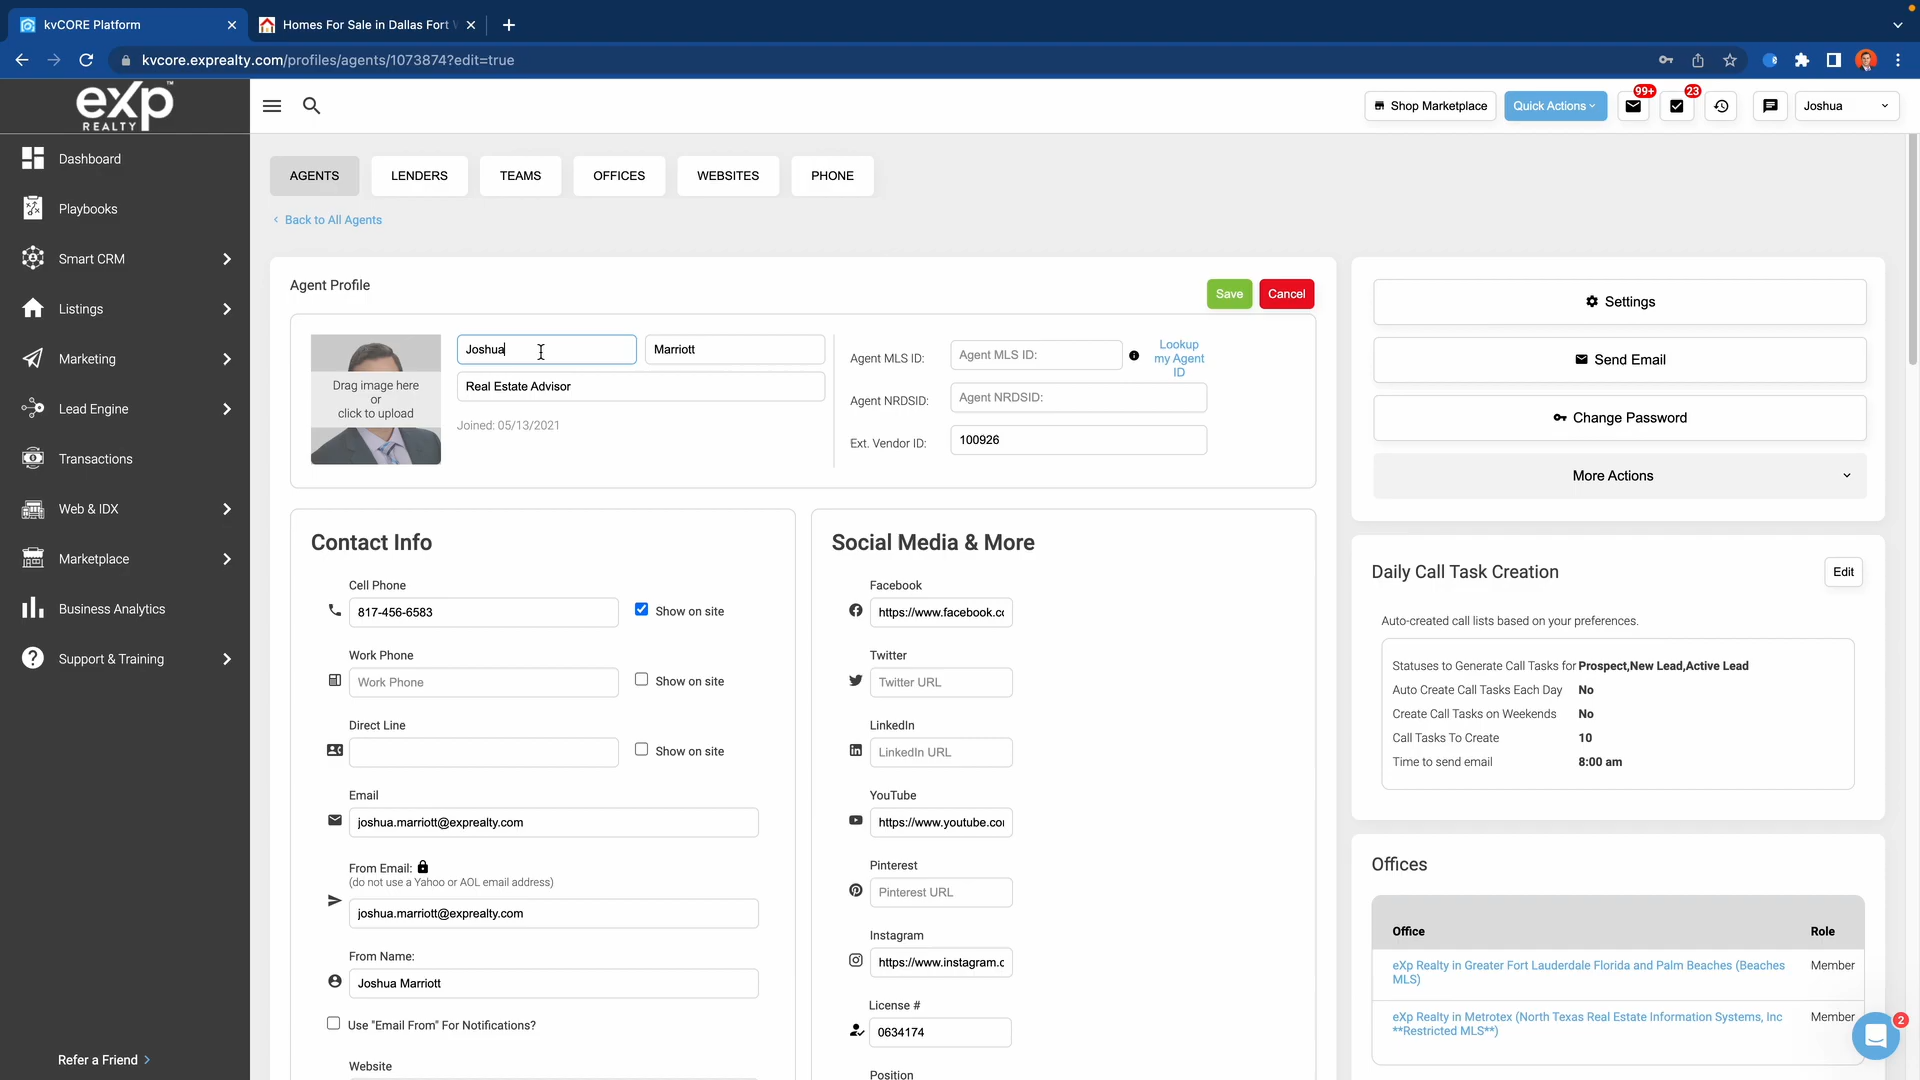 kvCORE Platform
Homes For Sale in Dallas Fort
kvcore.exprealty.com/profiles/agents/1073874?edit=true
eXp
REALTY
Shop Marketplace
Quick Actions
99+
23
Joshua
Dashboard
Playbooks
Smart CRM
Listings
Marketing
Lead Engine
Transactions
Web & IDX
Marketplace
Business Analytics
Support & Training
Refer a Friend
AGENTS
LENDERS
TEAMS
OFFICES
WEBSITES
PHONE
Back to All Agents
Agent Profile
Save
Cancel
Drag image here
or
click to upload
Joshua
Marriott
Real Estate Advisor
Joined: 05/13/2021
Agent MLS ID:
Agent MLS ID:
Lookup
my Agent
ID
Agent NRDSID:
Agent NRDSID:
Ext. Vendor ID:
100926
Contact Info
Cell Phone
817-456-6583
Show on site
Work Phone
Work Phone
Show on site
Direct Line
Show on site
Email
joshua.marriott@exprealty.com
From Email:
(do not use a Yahoo or AOL email address)
joshua.marriott@exprealty.com
From Name:
Joshua Marriott
Use "Email From" For Notifications?
Website
Social Media & More
Facebook
https://www.facebook.cc
Twitter
Twitter URL
LinkedIn
LinkedIn URL
YouTube
https://www.youtube.coı
Pinterest
Pinterest URL
Instagram
https://www.instagram.c
License #
0634174
Position
Settings
Send Email
Change Password
More Actions
Daily Call Task Creation
Edit
Auto-created call lists based on your preferences.
Statuses to Generate Call Tasks for Prospect,New Lead,Active Lead
Auto Create Call Tasks Each Day No
Create Call Tasks on Weekends No
Call Tasks To Create 10
Time to send email 8:00 am
Offices
Office Role
eXp Realty in Greater Fort Lauderdale Florida and Palm Beaches (Beaches Member
MLS)
eXp Realty in Metrotex (North Texas Real Estate Information Systems, Inc Member
**Restricted MLS**)
2